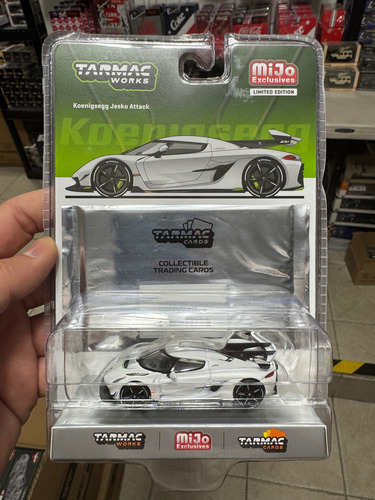 TARMAC
WORKS
MiJo
Exclusives
LIMITED EDITION
Koenigsegg Jesko Attack
Koenigsegg
TARMAC
CARDS
COLLECTIBLE
TRADING CARDS
TARMAC
WORKS
MiJo
Exclusives
TARMAC
CARDS